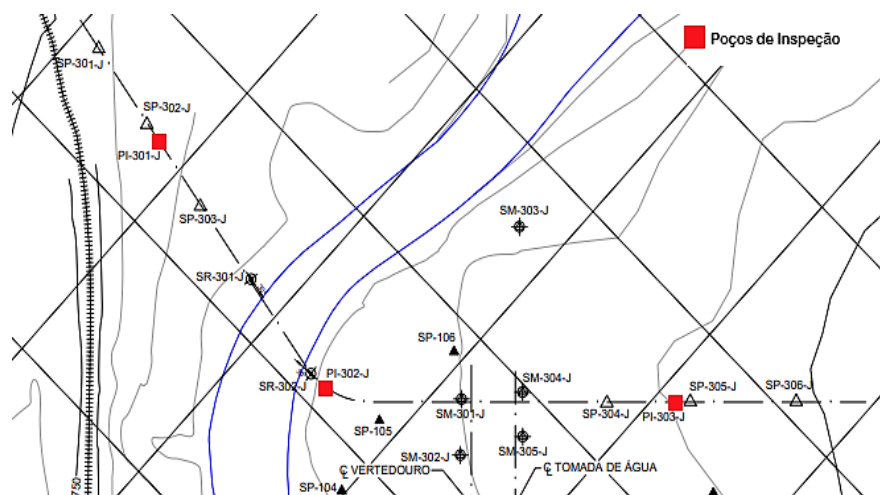 Poços de Inspeção
SP-301-J
SP-302-J
PI-301-J
SP-303-J
SM-303-J
SR-301-J
SP-106
PI-302-J
SR-302-J
SM-304-J
SP-305-J
SP-306-J
SM-301-J
SP-304-J
PI-303-J
SP-105
SM-302-J
SM-305-J
℄ VERTEDOURO
℄ TOMADA DE ÁGUA
SP-104
750